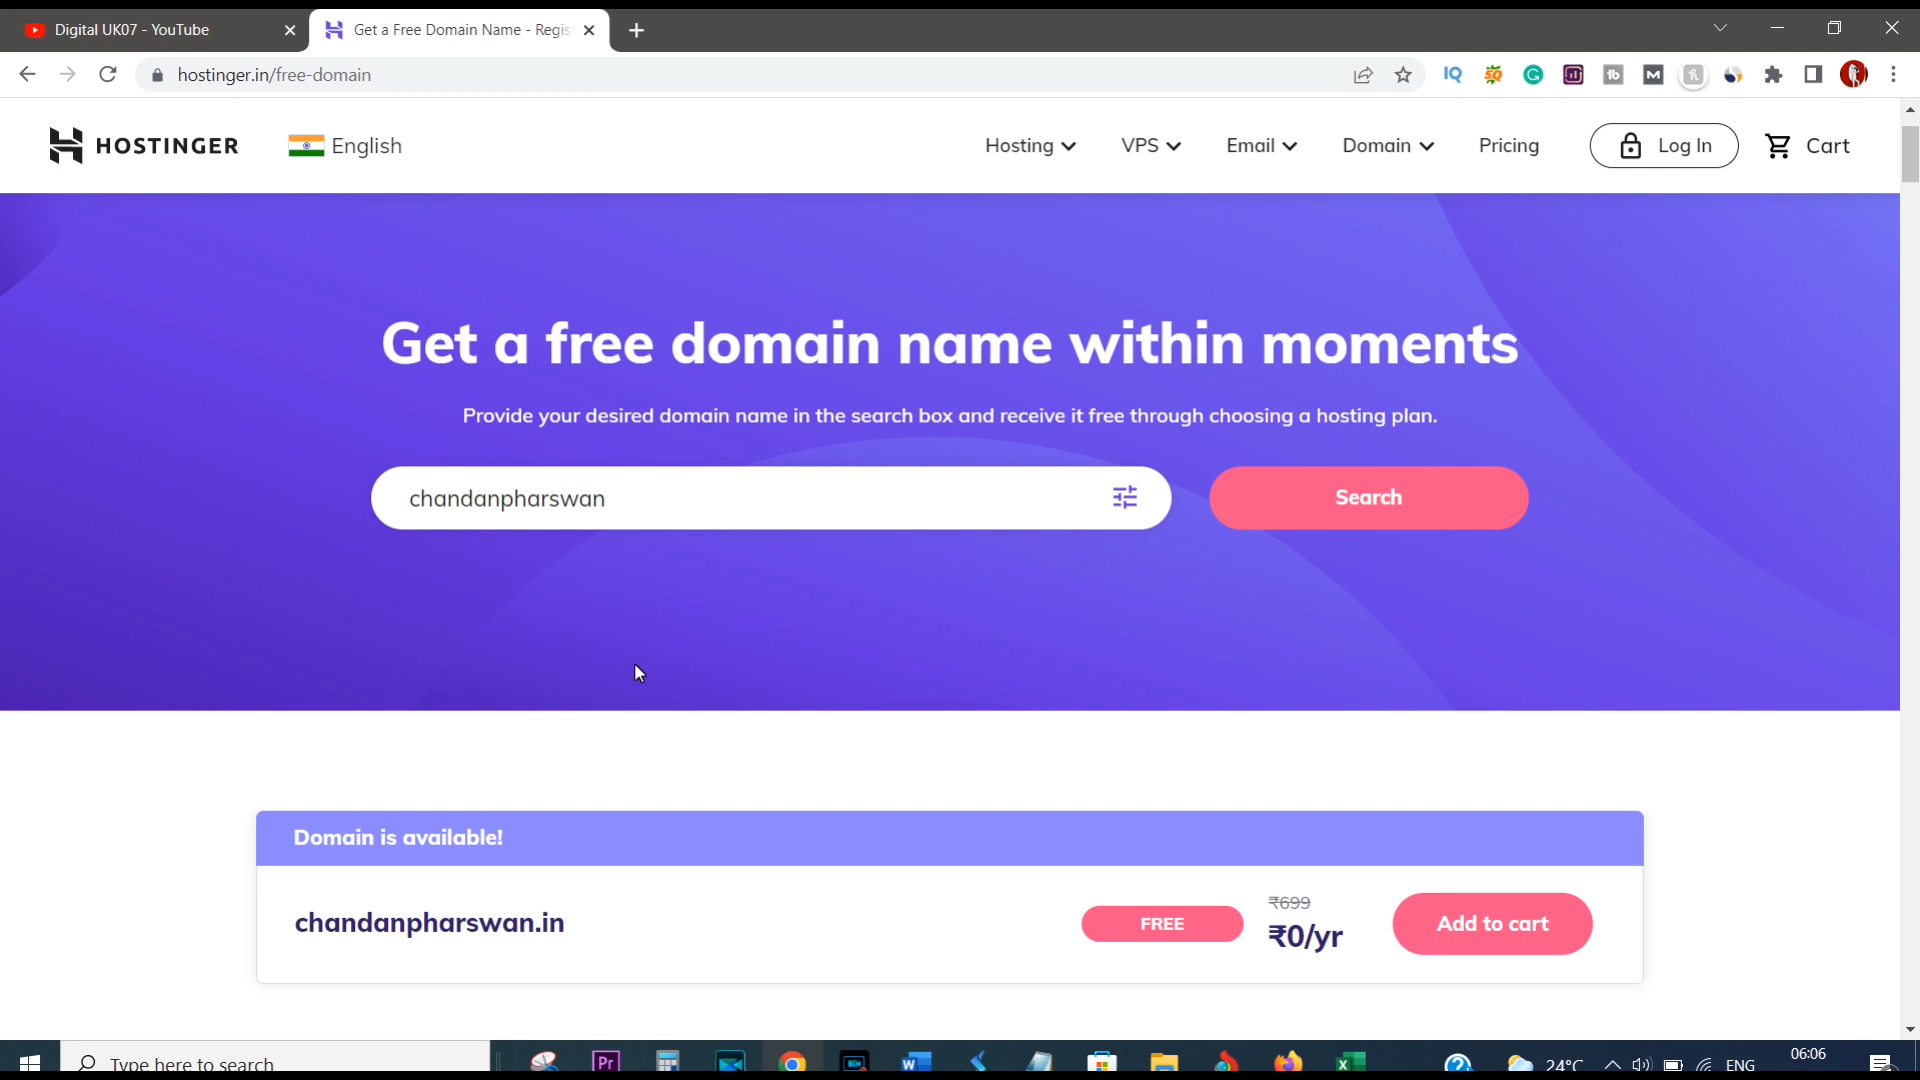 Digital UK07 - YouTube
Get a Free Domain Name - Regis
hostinger.in/free-domain
HOSTINGER
English
Hosting
VPS
Email
Domain
Pricing
Log In
Cart
Get a free domain name within moments
Provide your desired domain name in the search box and receive it free through choosing a hosting plan.
chandanpharswan
Search
Domain is available!
chandanpharswan.in
FREE
₹699
₹0/yr
Add to cart
Type here to search
Pr
24°C
ENG
06:06